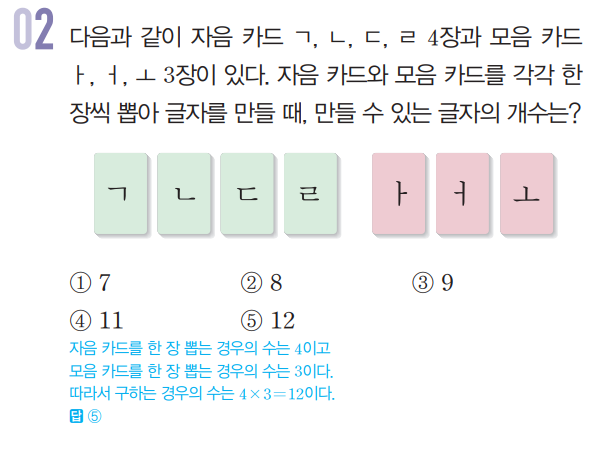 02
다음과 같이 자음 카드 ㄱ, ㄴ, ㄷ, ㄹ 4장과 모음 카드
ㅏ, ㅓ, ㅗ 3장이 있다. 자음 카드와 모음 카드를 각각 한
장씩 뽑아 글자를 만들 때, 만들 수 있는 글자의 개수는?
ㄱ ㄴ ㄷ ㄹ ㅏ ㅓ ㅗ
① 7 ② 8 ③ 9
④ 11 ⑤ 12
자음 카드를 한 장 뽑는 경우의 수는 4이고
모음 카드를 한 장 뽑는 경우의 수는 3이다.
따라서 구하는 경우의 수는 4×3=12이다.
답 ⑤